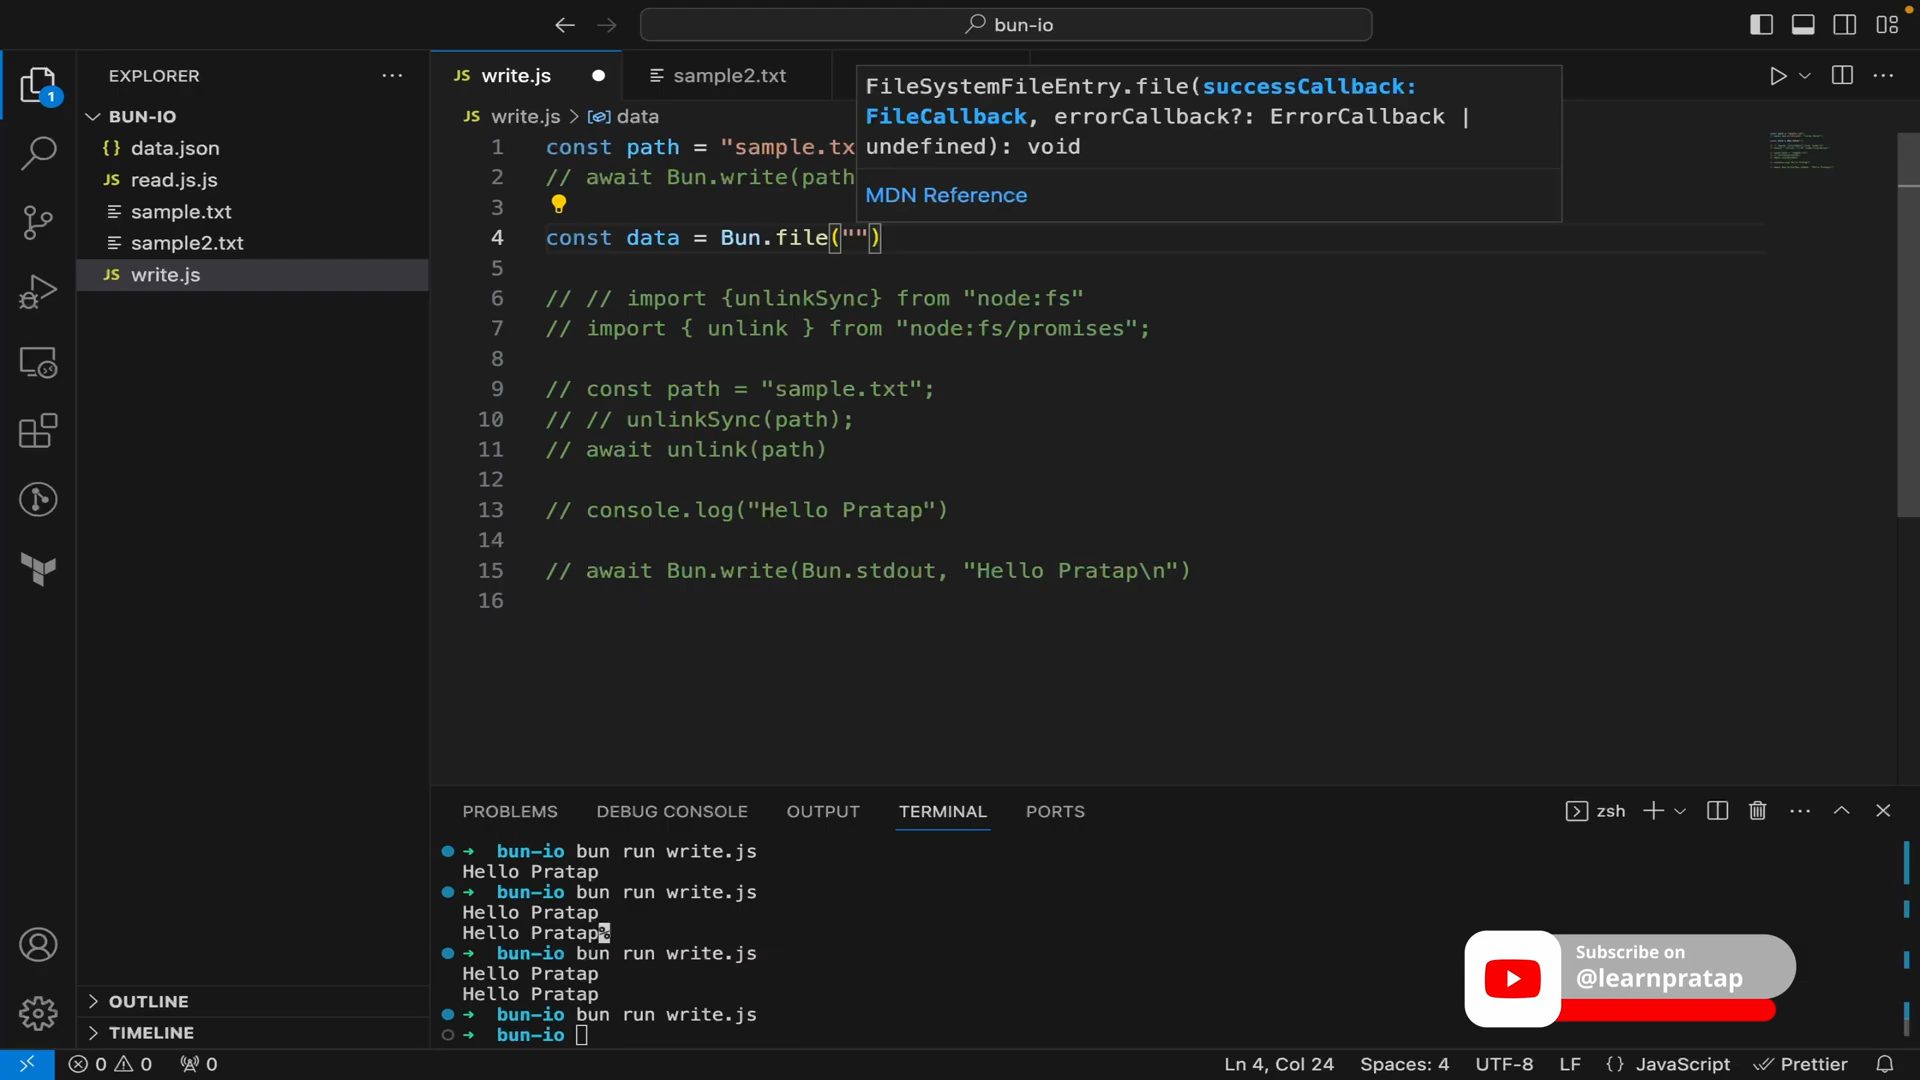 bun-io
EXPLORER
BUN-IO
{} data.json
JS read.js.js
sample.txt
sample2.txt
JS write.js
OUTLINE
TIMELINE
1
JS write.js
sample2.txt
JS write.js > data
FileSystemFileEntry.file(successCallback:
FileCallback, errorCallback?: ErrorCallback |
undefined): void
MDN Reference
1 const path = "sample.tx
2 // await Bun.write(path
3
4 const data = Bun.file("")
5
6 // // import {unlinkSync} from "node:fs"
7 // import { unlink } from "node:fs/promises";
8
9 // const path = "sample.txt";
10 // // unlinkSync(path);
11 // await unlink(path)
12
13 // console.log("Hello Pratap")
14
15 // await Bun.write(Bun.stdout, "Hello Pratap\n")
16
PROBLEMS DEBUG CONSOLE OUTPUT TERMINAL PORTS
zsh
➜ bun-io bun run write.js
Hello Pratap
➜ bun-io bun run write.js
Hello Pratap
Hello Pratap%
➜ bun-io bun run write.js
Hello Pratap
Hello Pratap
➜ bun-io bun run write.js
➜ bun-io
Subscribe on
@learnpratap
0 0 0
Ln 4, Col 24 Spaces: 4 UTF-8 LF {} JavaScript Prettier